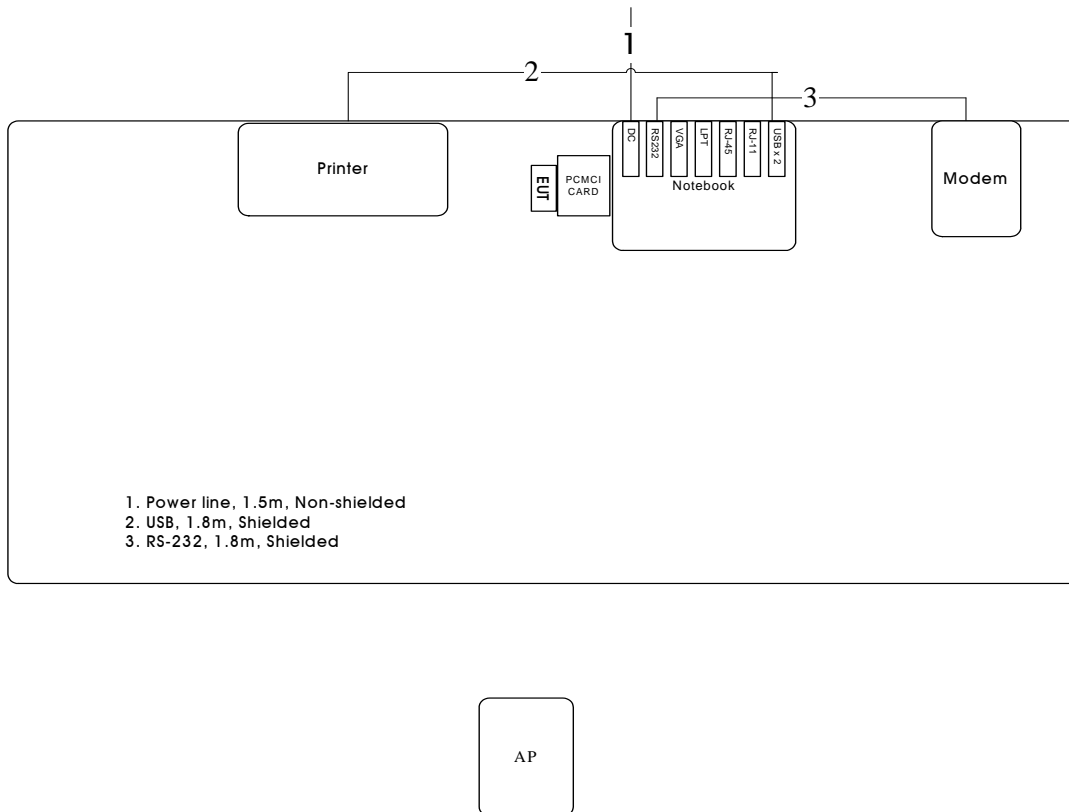 1
2
3
Printer
EUT
PCMCI
CARD
DC
RS232
VGA
LPT
RJ-45
RJ-11
USB x 2
Notebook
Modem
1. Power line, 1.5m, Non-shielded
2. USB, 1.8m, Shielded
3. RS-232, 1.8m, Shielded
AP